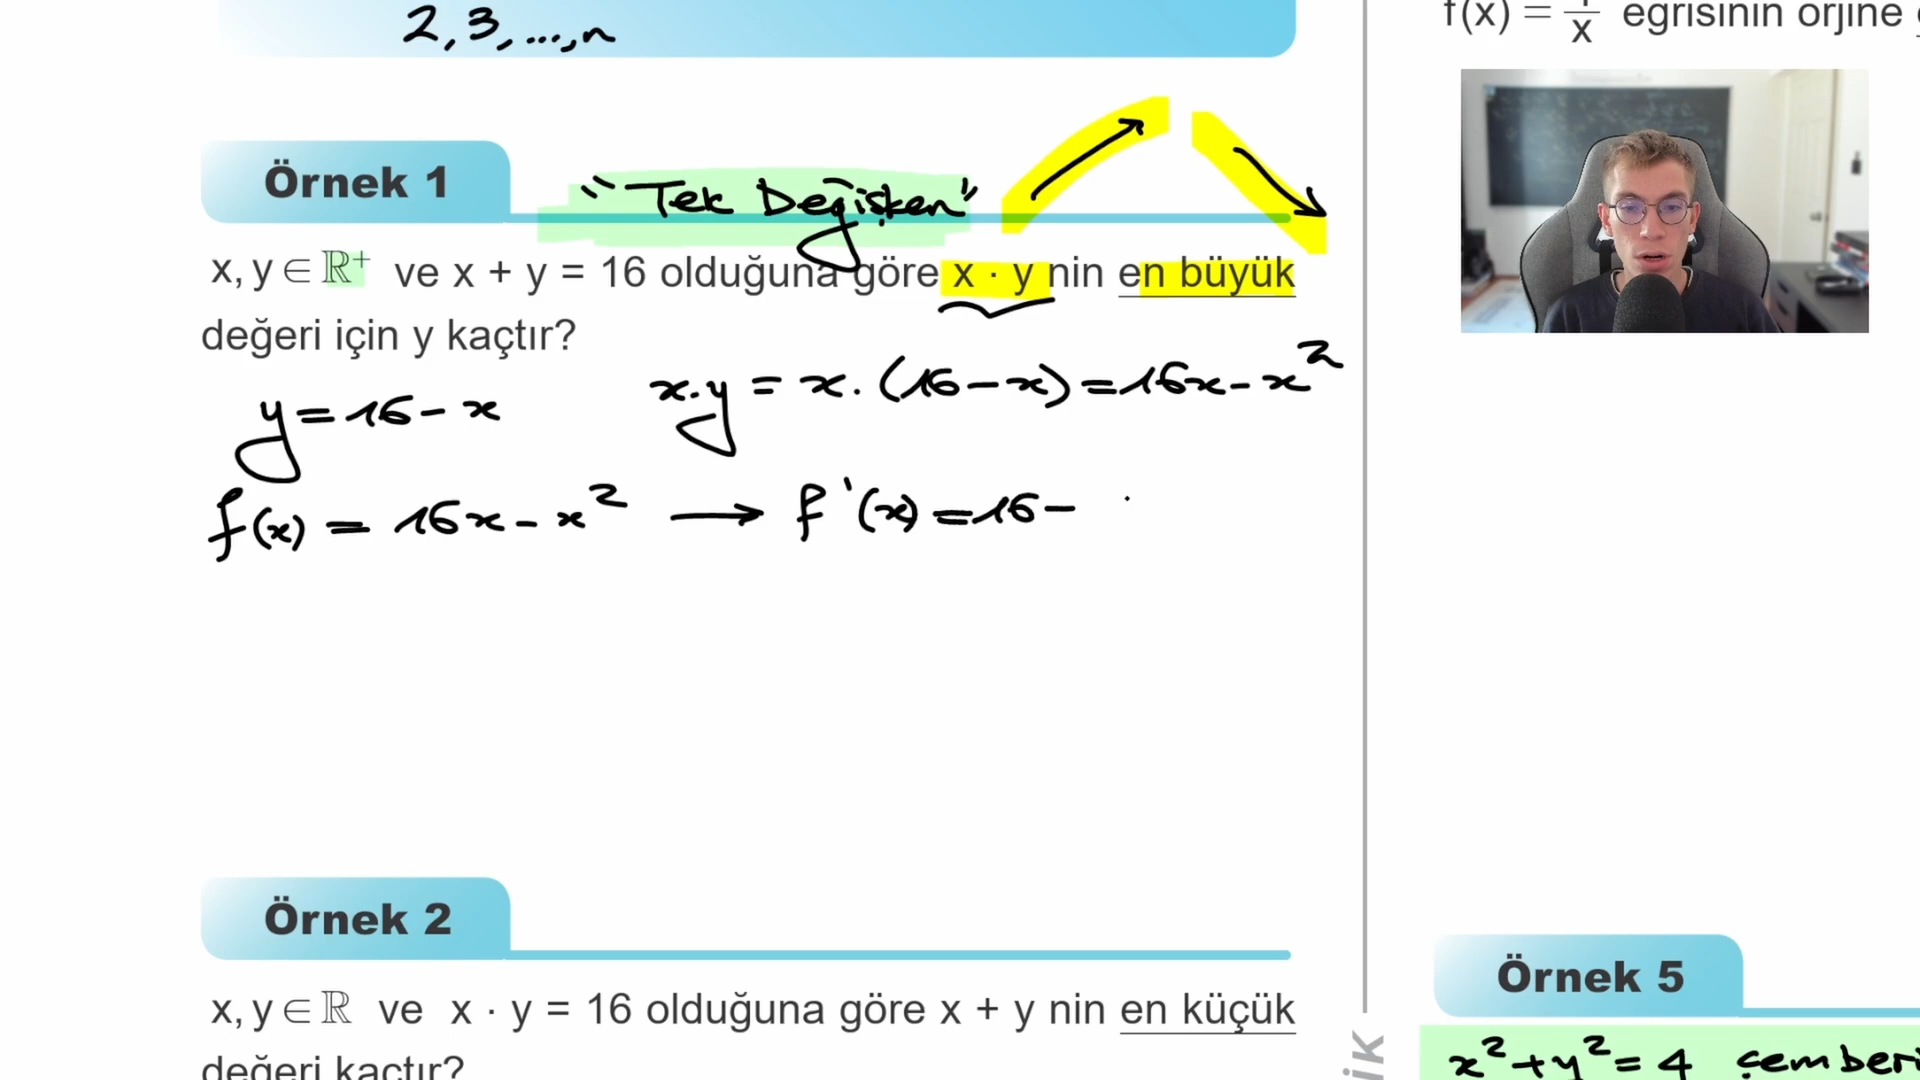 2,3,...,n
Örnek 1
"Tek Değişken"
x, y ∈ ℝ⁺ ve x + y = 16 olduğuna göre x · y nin en büyük
değeri için y kaçtır?
y = 16 - x
x.y = x.(16-x) = 16x - x²
f(x) = 16x - x² → f'(x) = 16 -
Örnek 2
x, y ∈ ℝ ve x · y = 16 olduğuna göre x + y nin en küçük
değeri kaçtır?
f(x) = /x eğrisinin orjine
Örnek 5
x² + y² = 4 çemberi
İK